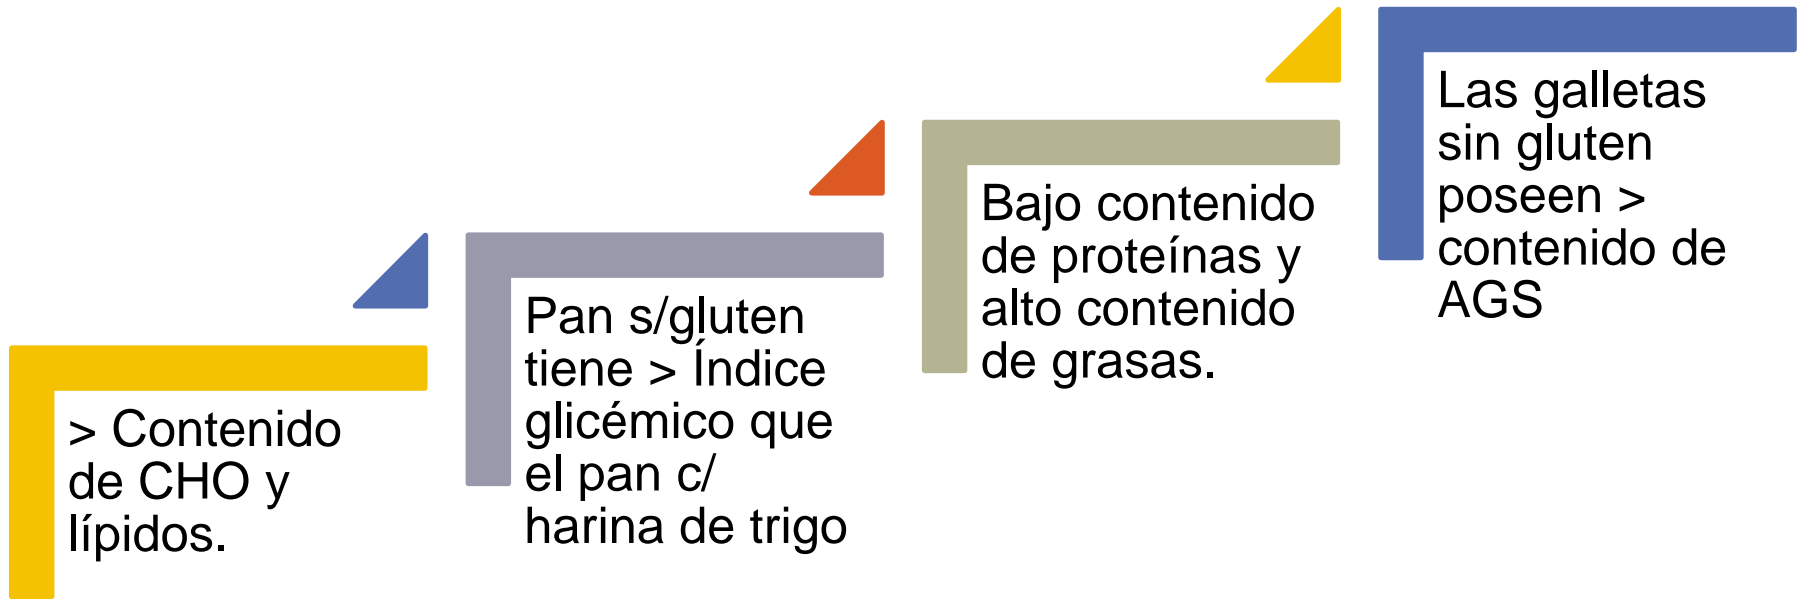 > Contenido
de CHO y
lípidos.
Pan s/gluten
tiene > Índice
glicémico que
el pan c/
harina de trigo
Bajo contenido
de proteínas y
alto contenido
de grasas.
Las galletas
sin gluten
poseen >
contenido de
AGS